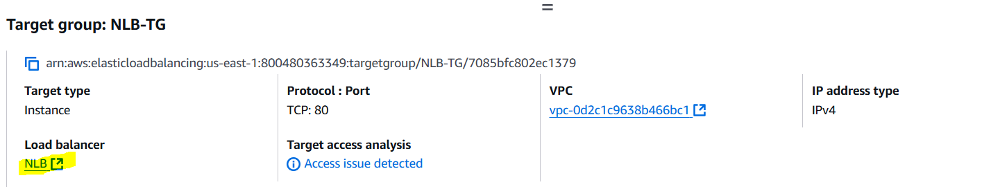 Target group: NLB-TG
arn:aws:elasticloadbalancing:us-east-1:800480363349:targetgroup/NLB-TG/7085bfc802ec1379
Target type
Instance
Protocol : Port
TCP: 80
VPC
vpc-0d2c1c9638b466bc1
IP address type
IPv4
Load balancer
NLB
Target access analysis
Access issue detected